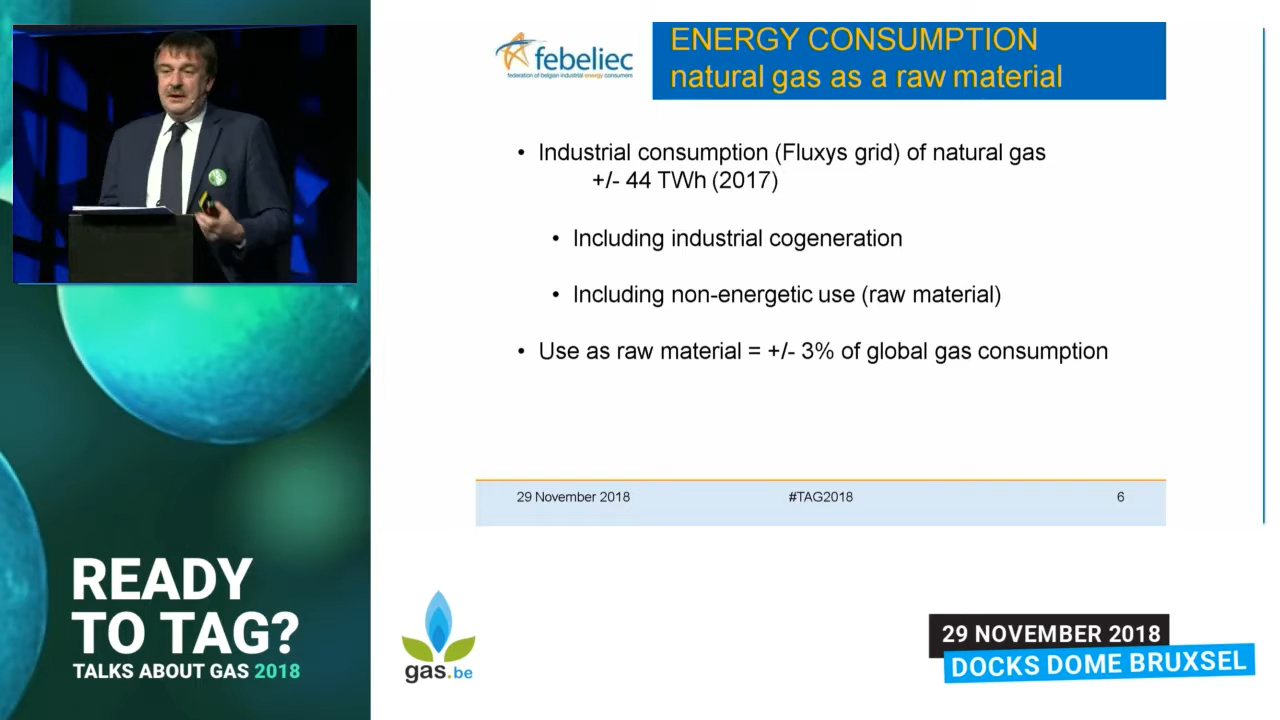 febeliec
federation of belgian industrial energy consumers
ENERGY CONSUMPTION
natural gas as a raw material
• Industrial consumption (Fluxys grid) of natural gas
+/- 44 TWh (2017)
• Including industrial cogeneration
• Including non-energetic use (raw material)
• Use as raw material = +/- 3% of global gas consumption
29 November 2018 #TAG2018 6
READY
TO TAG?
TALKS ABOUT GAS 2018
gas.be
29 NOVEMBER 2018
DOCKS DOME BRUXSEL